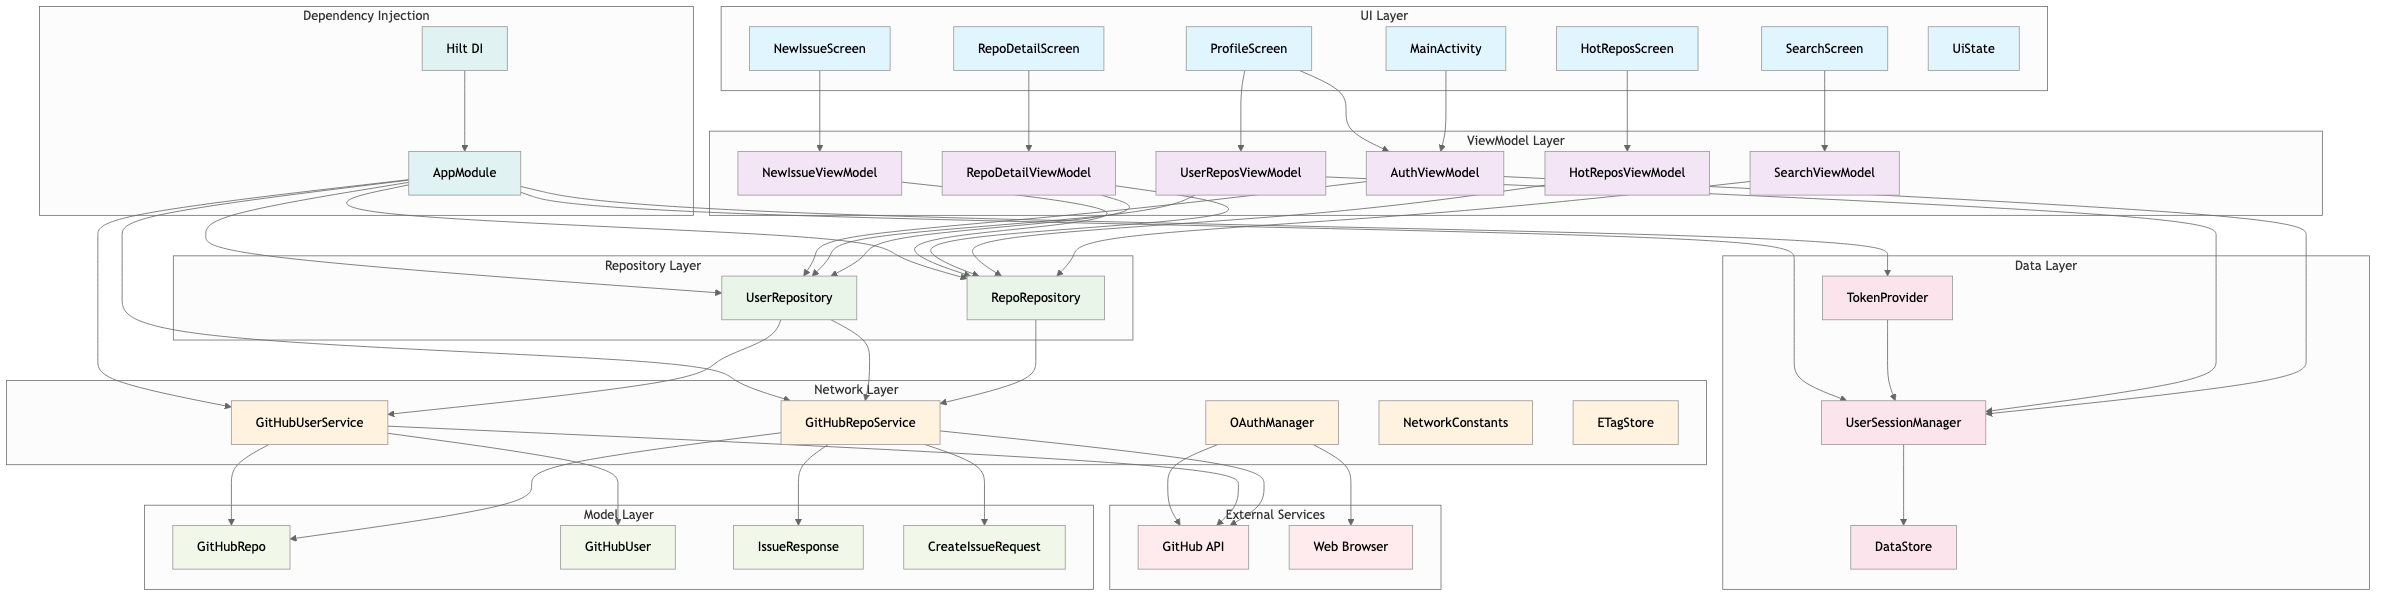 Dependency Injection
UI Layer
Hilt DI
NewIssueScreen
RepoDetailScreen
ProfileScreen
MainActivity
HotReposScreen
SearchScreen
UiState
ViewModel Layer
AppModule
NewIssueViewModel
RepoDetailViewModel
UserReposViewModel
AuthViewModel
HotReposViewModel
SearchViewModel
Repository Layer
Data Layer
UserRepository
RepoRepository
TokenProvider
Network Layer
GitHubUserService
GitHubRepoService
OAuthManager
NetworkConstants
ETagStore
UserSessionManager
Model Layer
External Services
GitHubRepo
GitHubUser
IssueResponse
CreateIssueRequest
GitHub API
Web Browser
DataStore